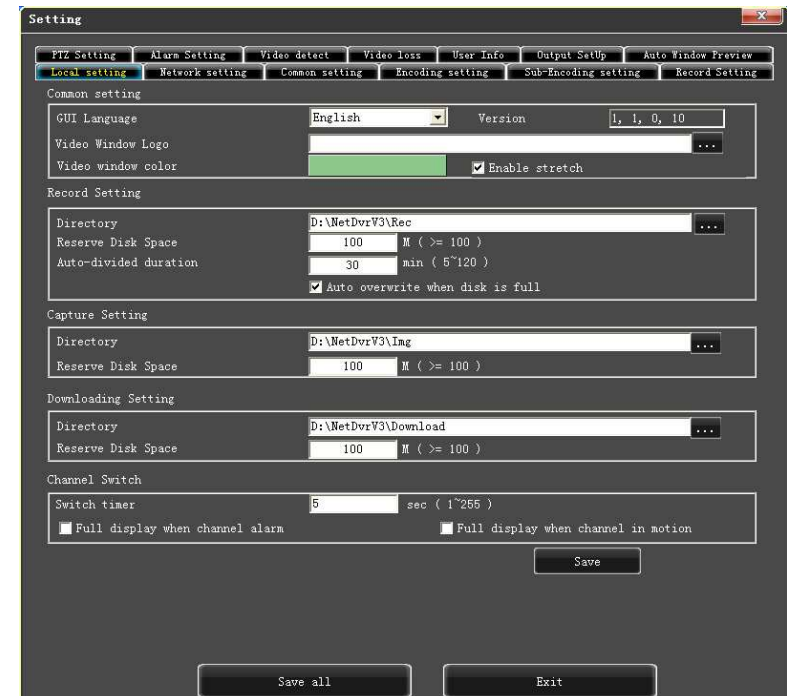 Setting
PTZ Setting Alarm Setting Video detect Video loss User Info Output SetUp Auto Window Preview
Local setting Network setting Common setting Encoding setting Sub-Encoding setting Record Setting
Common setting
GUI Language English Version 1, 1, 0, 10
Video Window Logo ...
Video window color Enable stretch
Record Setting
Directory D:\NetDvrV3\Rec ...
Reserve Disk Space 100 M ( >= 100 )
Auto-divided duration 30 min ( 5~120 )
Auto overwrite when disk is full
Capture Setting
Directory D:\NetDvrV3\Img ...
Reserve Disk Space 100 M ( >= 100 )
Downloading Setting
Directory D:\NetDvrV3\Download ...
Reserve Disk Space 100 M ( >= 100 )
Channel Switch
Switch timer 5 sec ( 1~255 )
Full display when channel alarm Full display when channel in motion
Save
Save all Exit